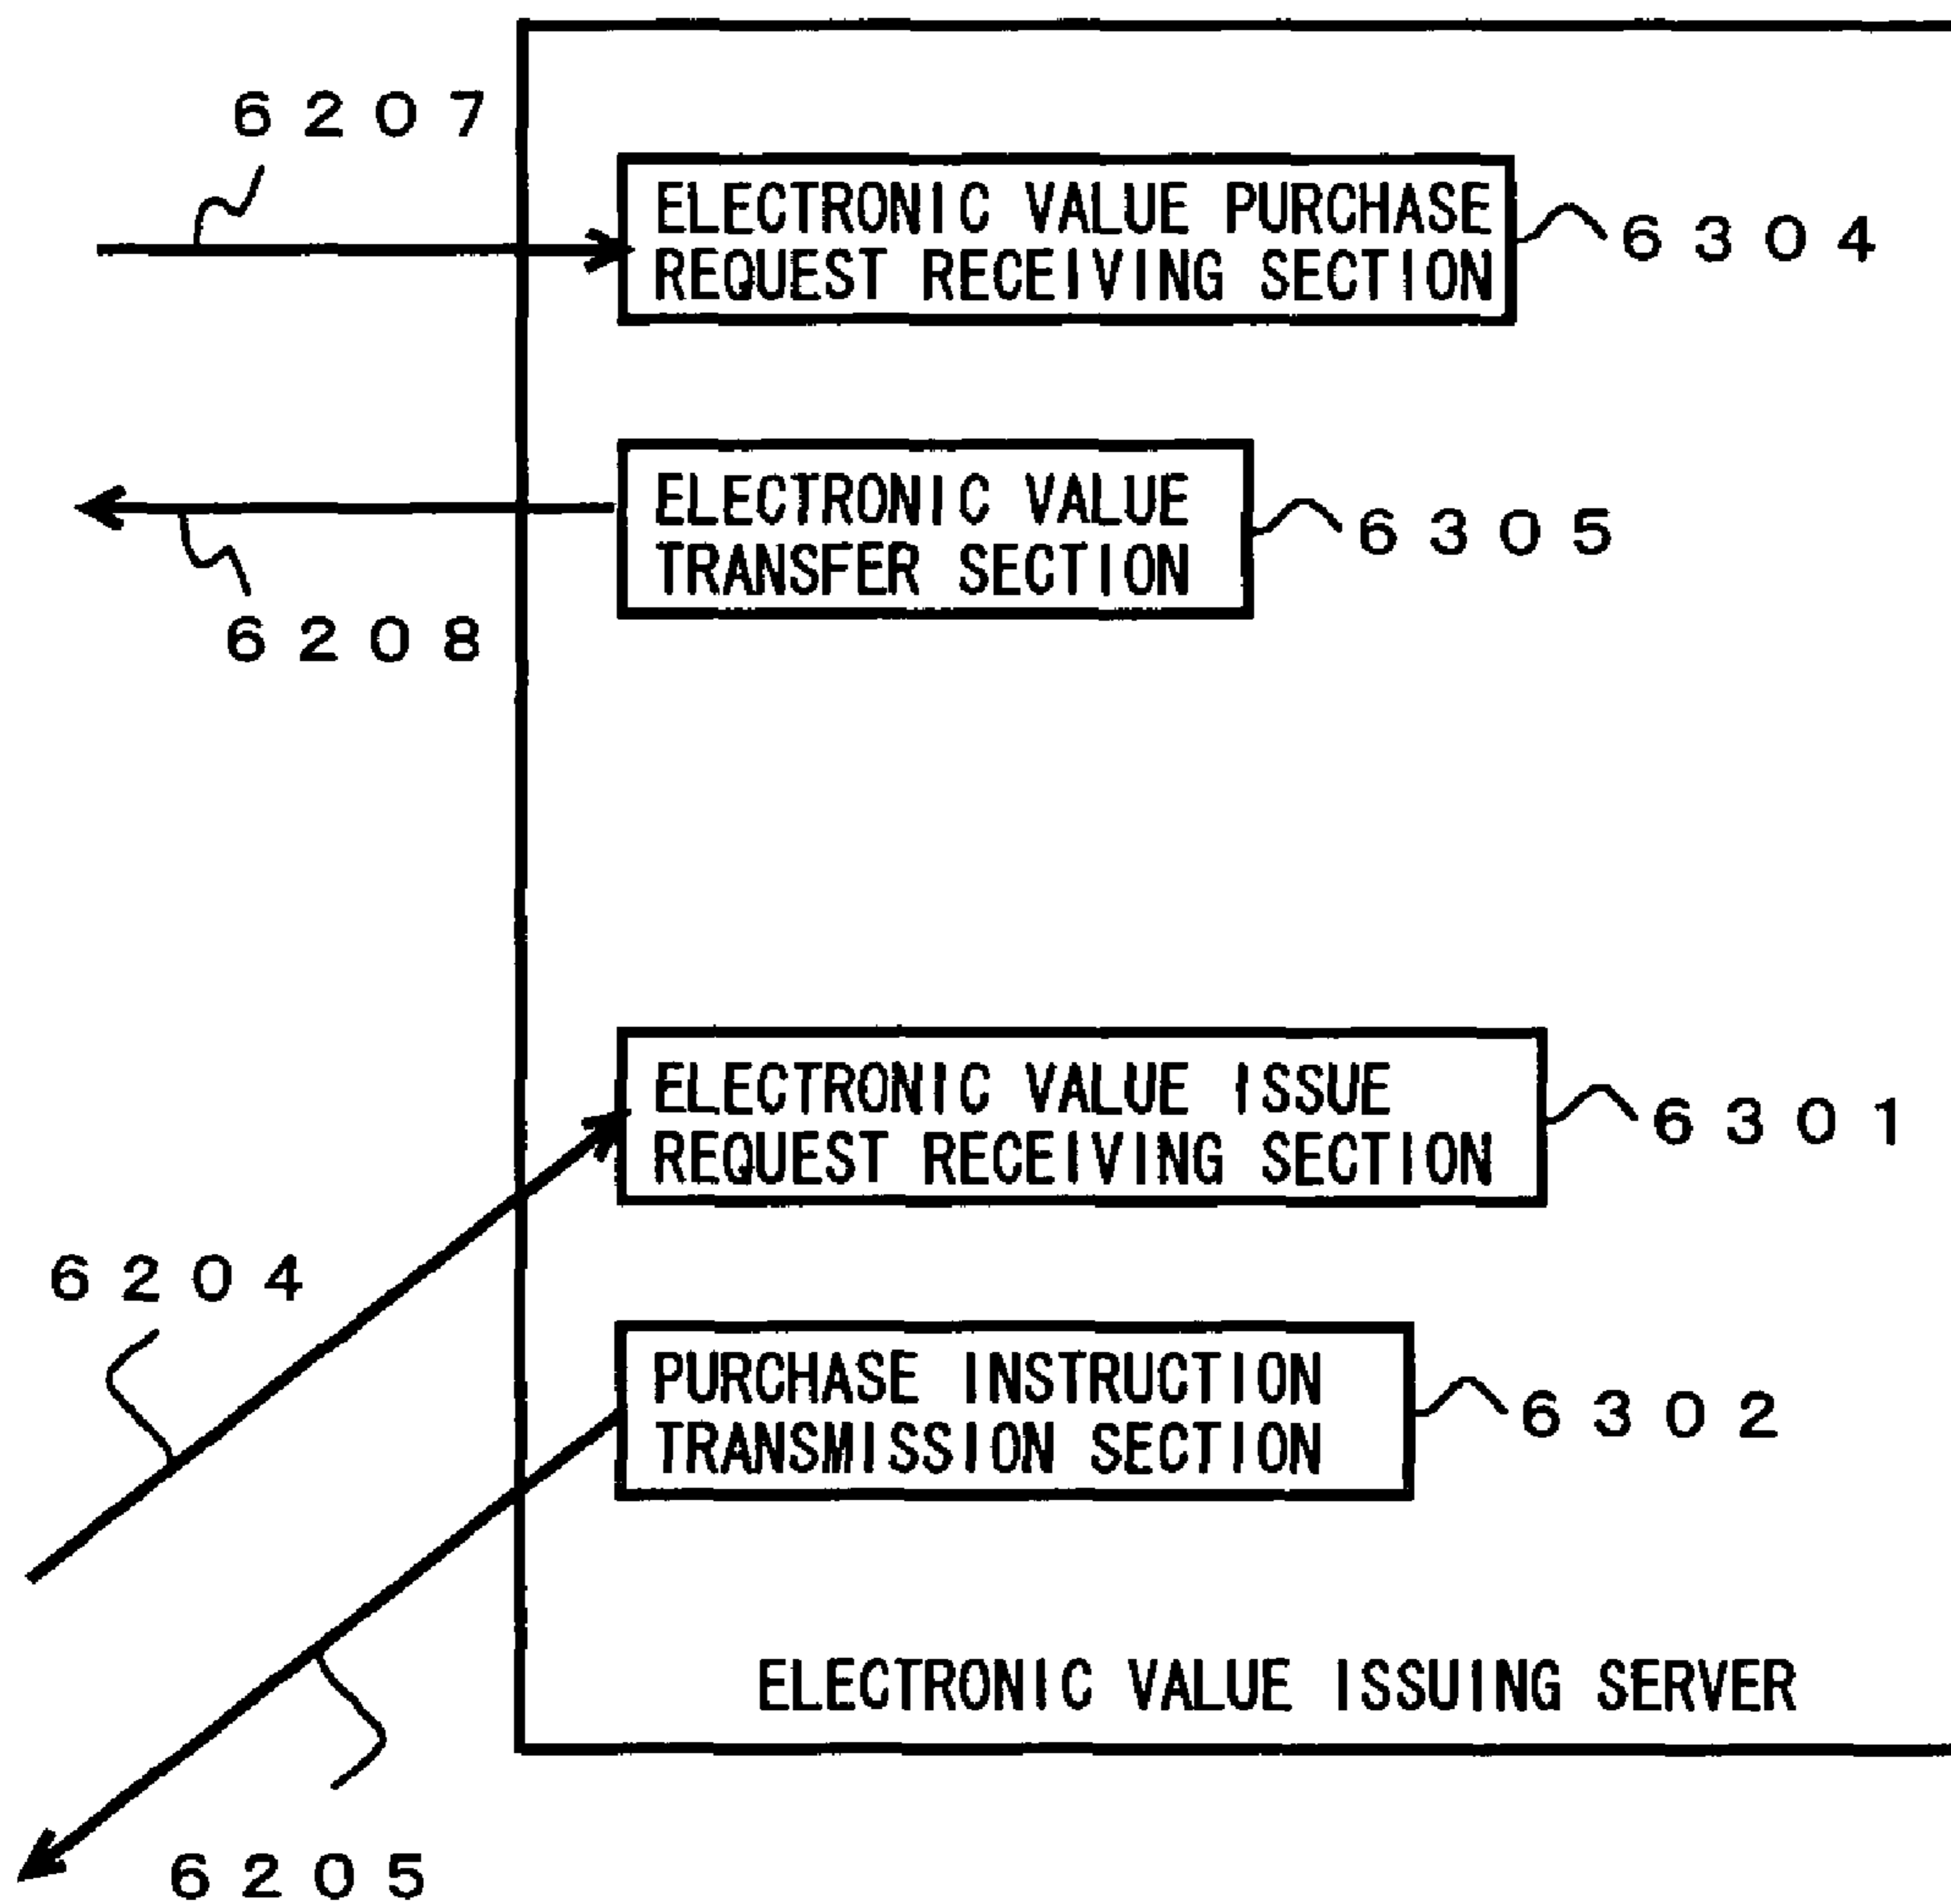 6207
ELECTRONIC VALUE PURCHASE
REQUEST RECEIVING SECTION
6304
ELECTRONIC VALUE
TRANSFER SECTION
6305
6208
ELECTRONIC VALUE ISSUE
REQUEST RECEIVING SECTION
6301
6204
PURCHASE INSTRUCTION
TRANSMISSION SECTION
6302
ELECTRONIC VALUE ISSUING SERVER
6205